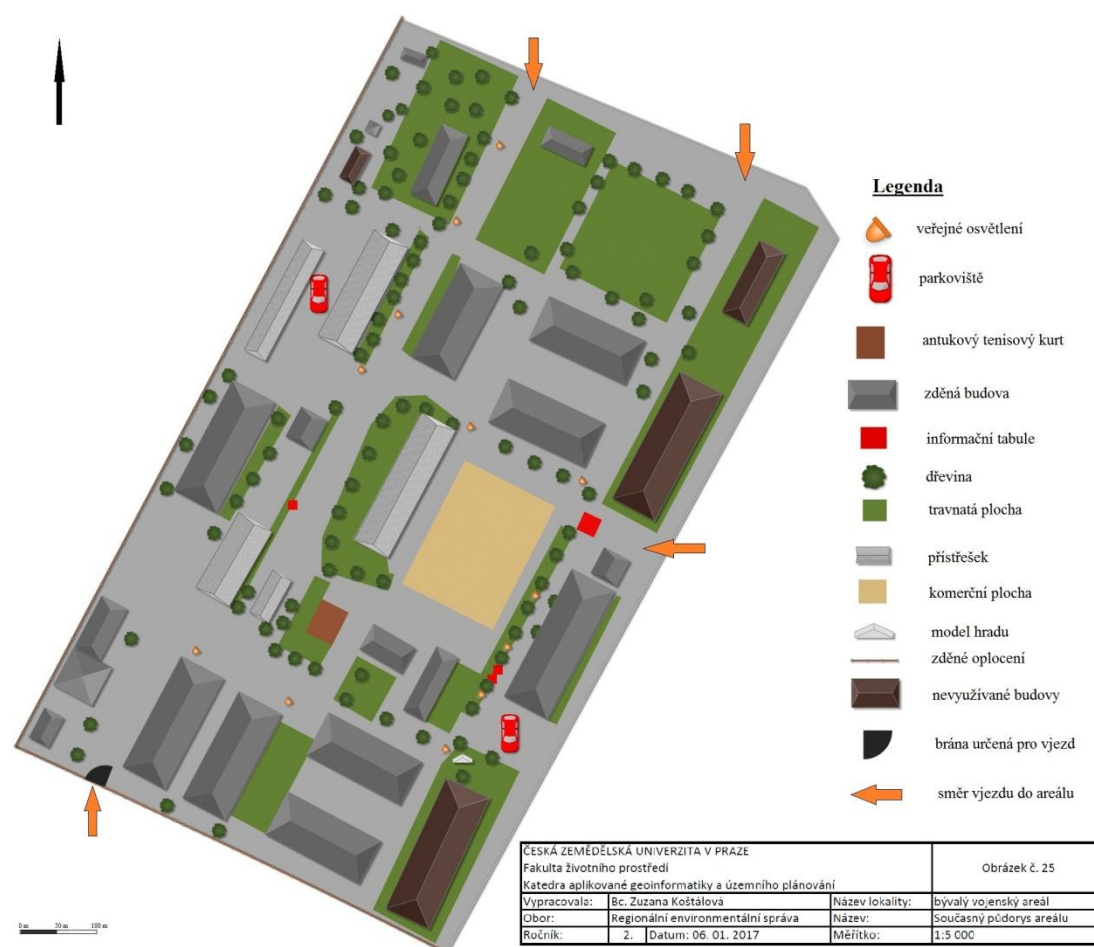 Legenda
veřejné osvětlení
parkoviště
antukový tenisový kurt
zděná budova
informační tabule
dřevina
travnatá plocha
přístřešek
komerční plocha
model hradu
zděné oplocení
nevyužívané budovy
brána určená pro vjezd
směr vjezdu do areálu
0 m 50 m 100 m
ČESKÁ ZEMĚDĚLSKÁ UNIVERZITA V PRAZE
Fakulta životního prostředí
Katedra aplikované geoinformatiky a územního plánování
Obrázek č. 25
Vypracovala: Bc. Zuzana Koštálová Název lokality: bývalý vojenský areál
Obor: Regionální environmentální správa Název: Současný půdorys areálu
Ročník: 2. Datum: 06. 01. 2017 Měřítko: 1:5 000